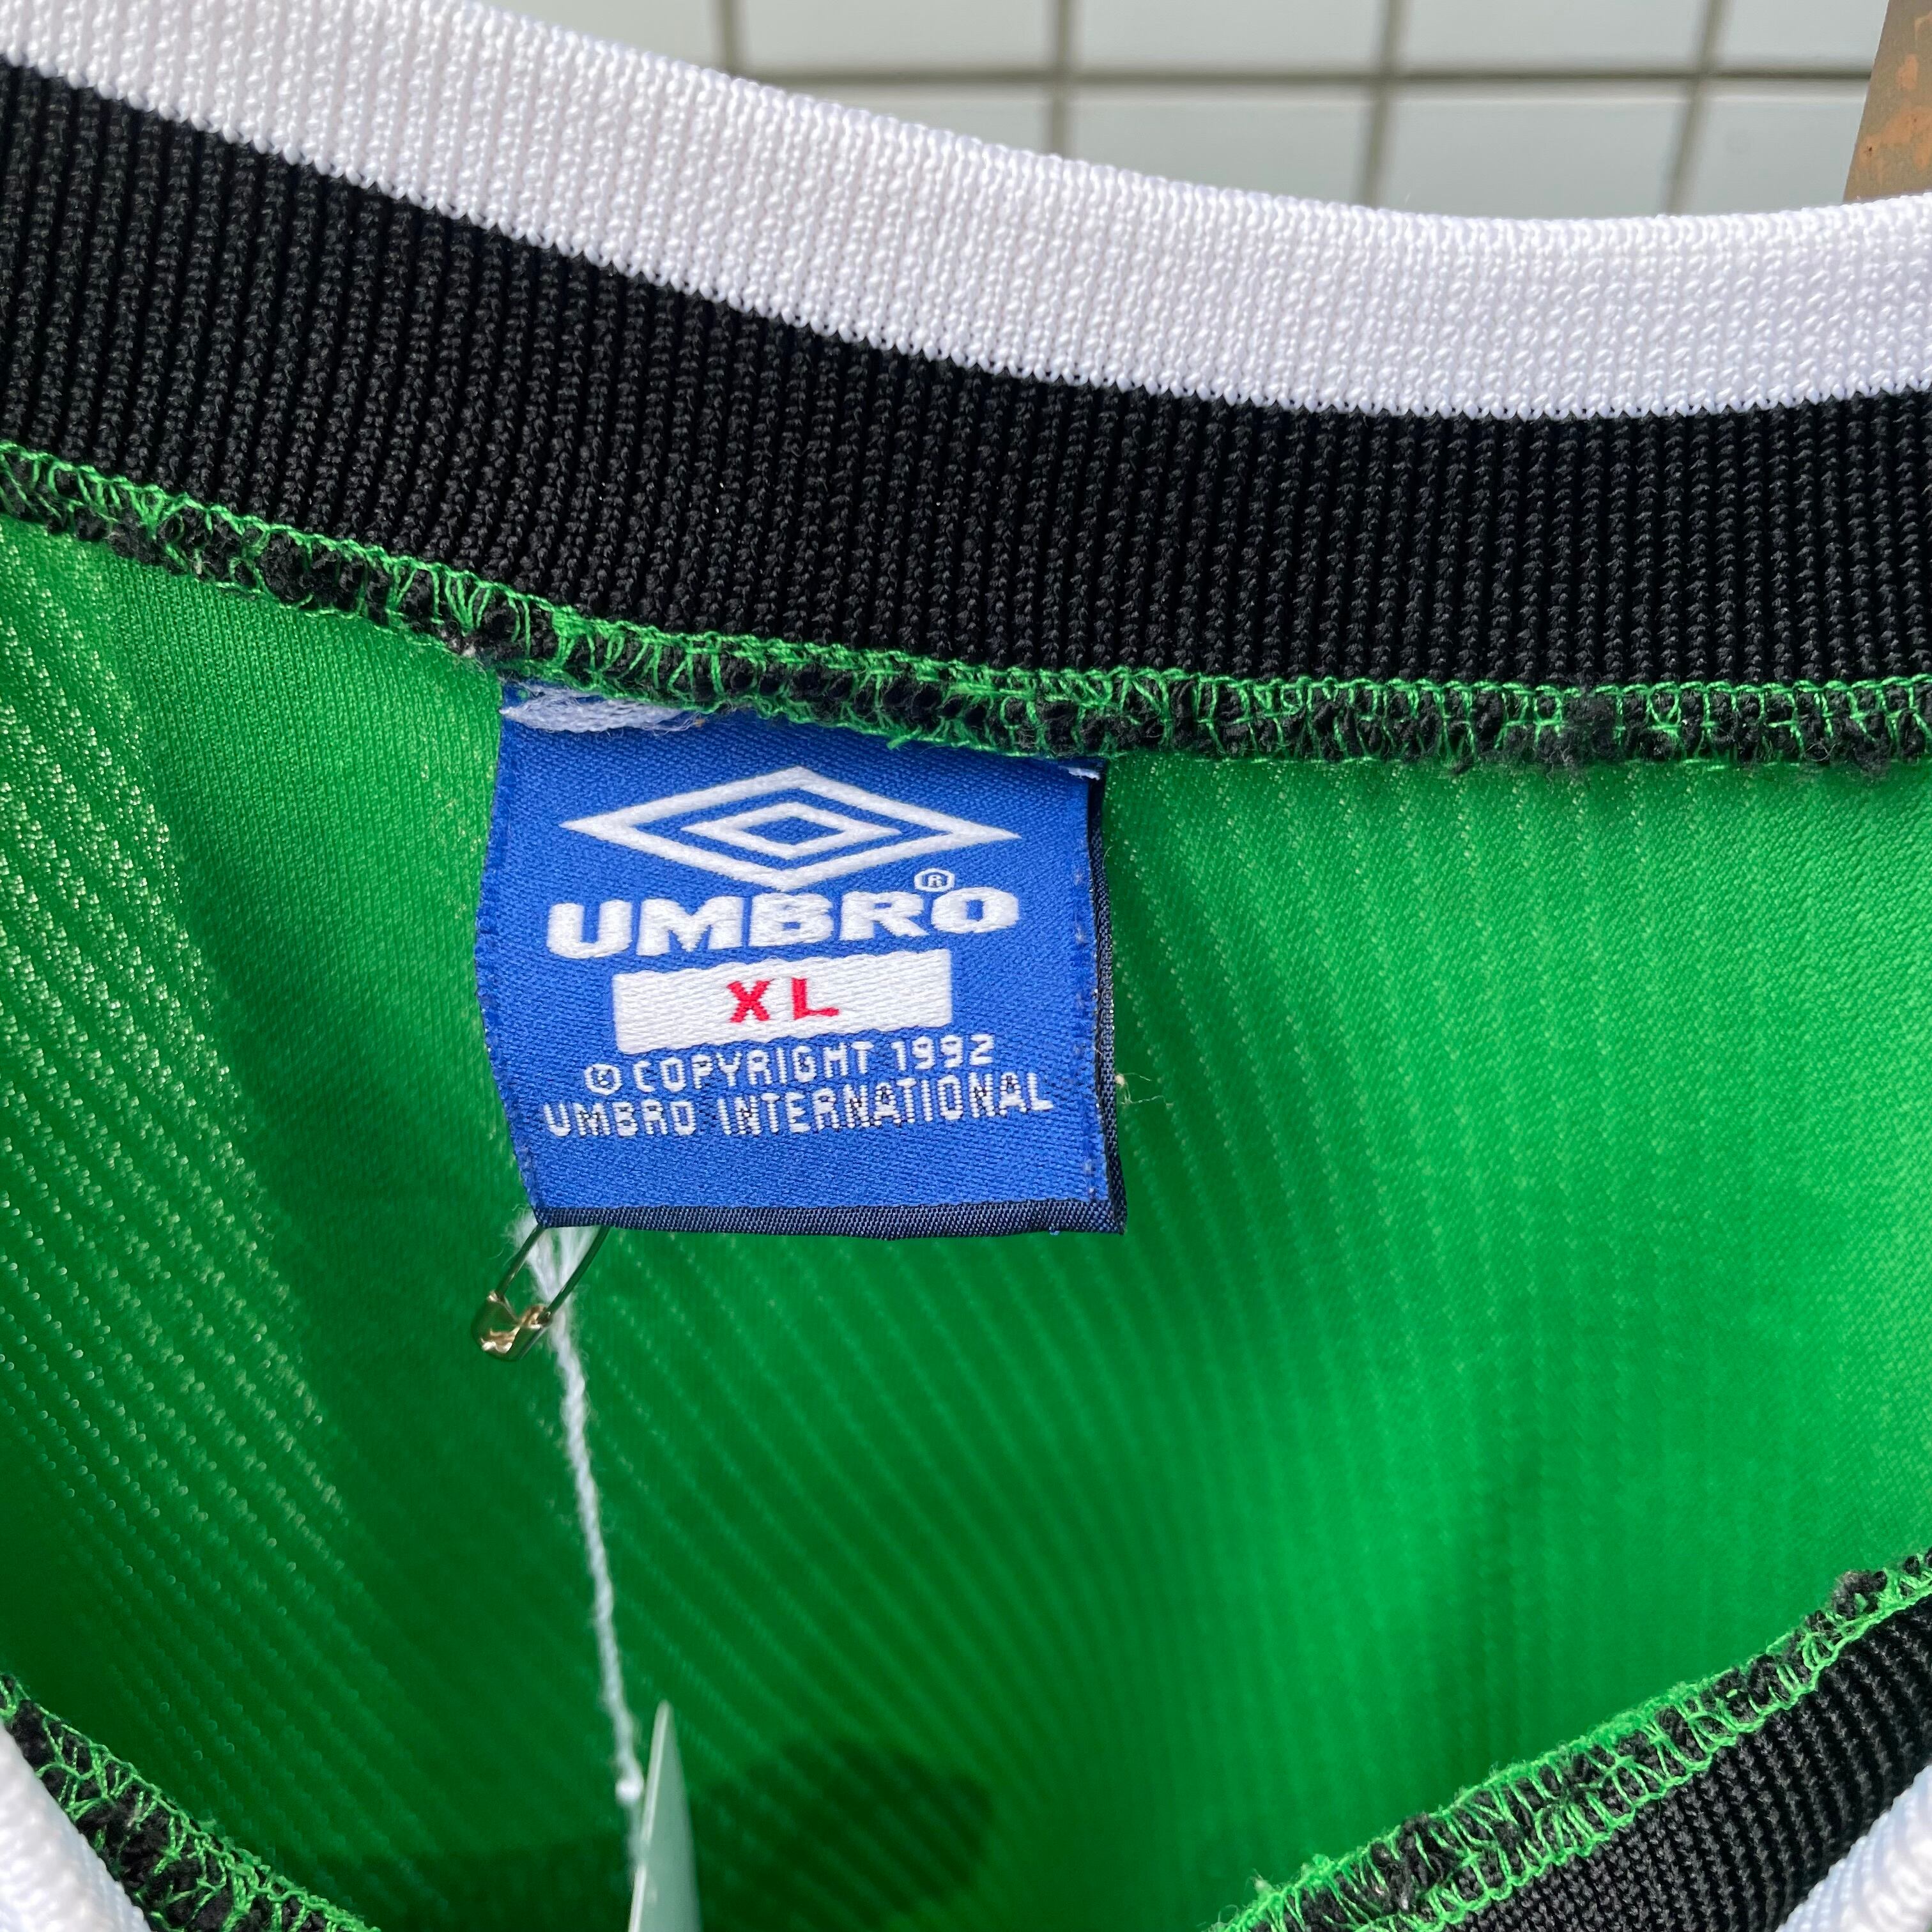 ®
UMBRO
XL
© COPYRIGHT 1992
UMBRO INTERNATIONAL